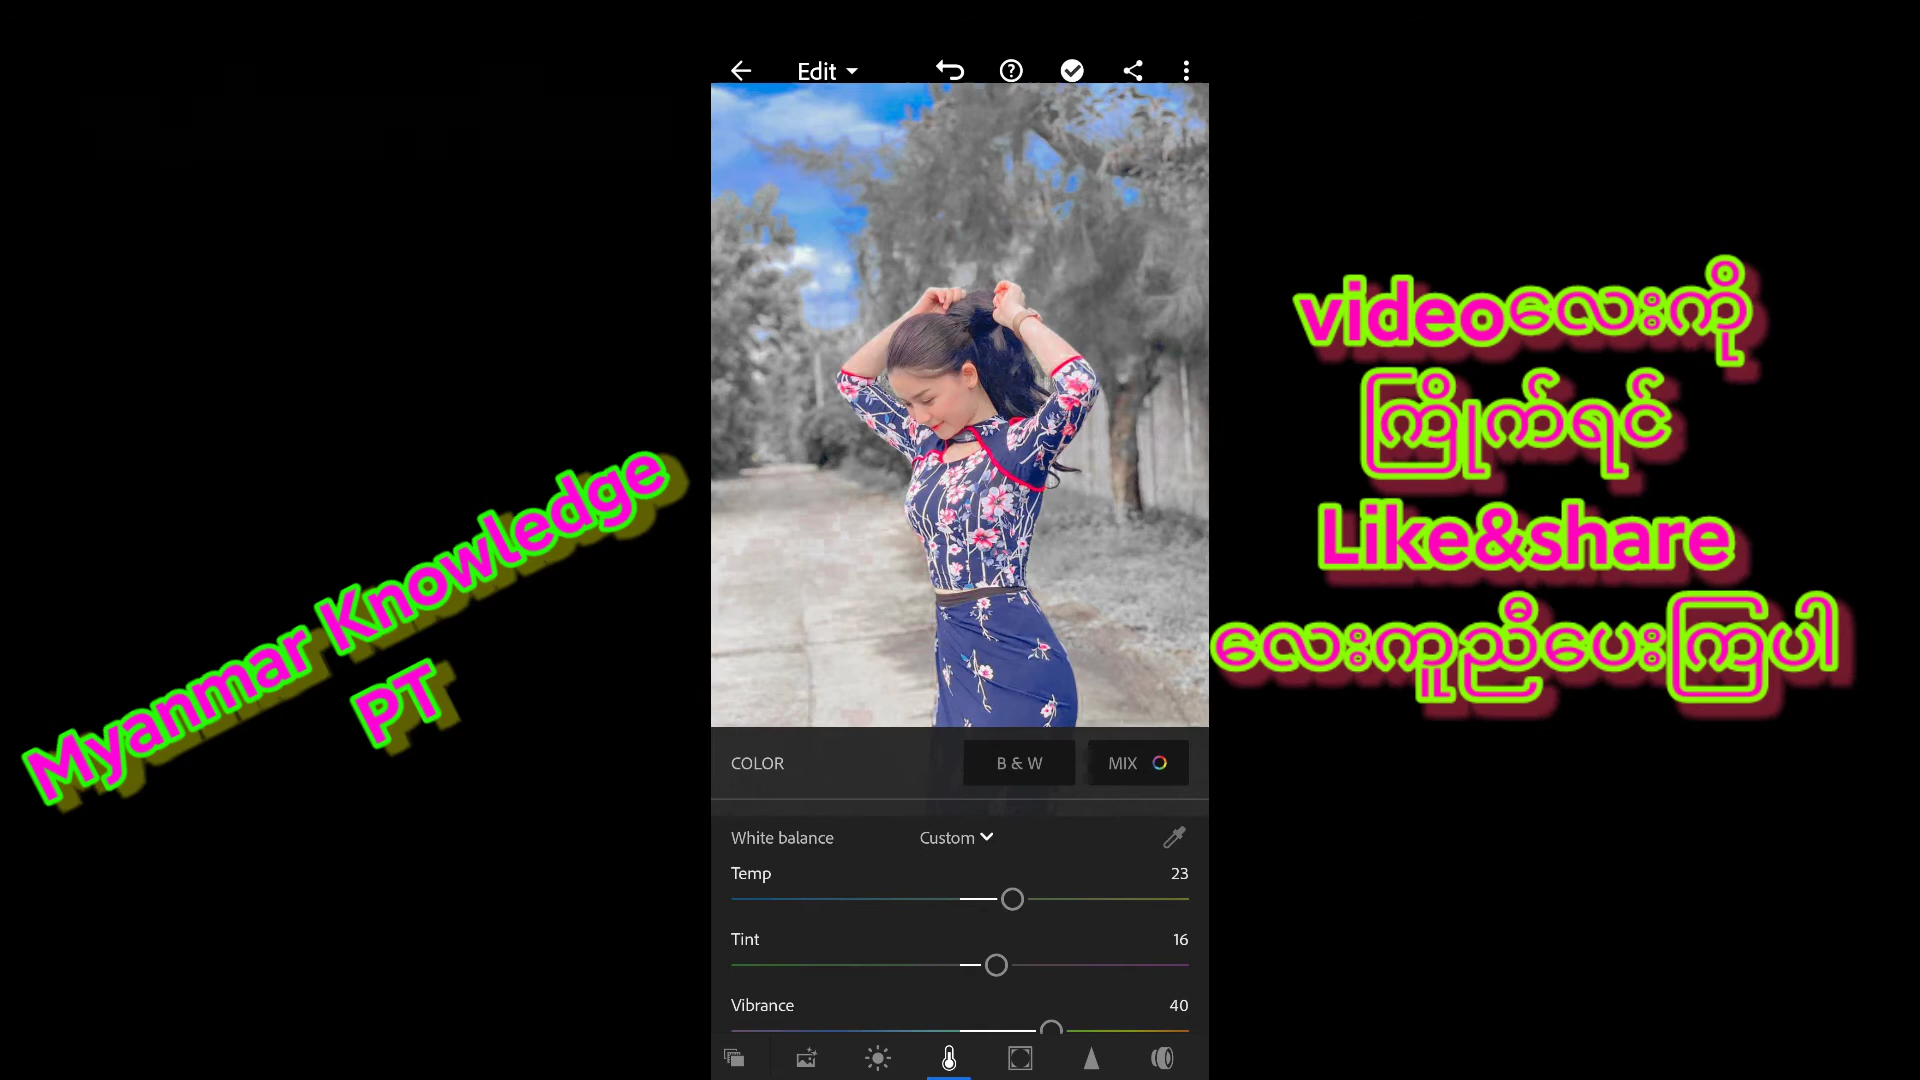 Edit
Myanmar Knowledge
PT
videoလေးကို
ကြိုက်ရင်
Like&share
လေးကူညီပေးကြပါ
COLOR
B & W
MIX
White balance
Custom
Temp
23
Tint
16
Vibrance
40